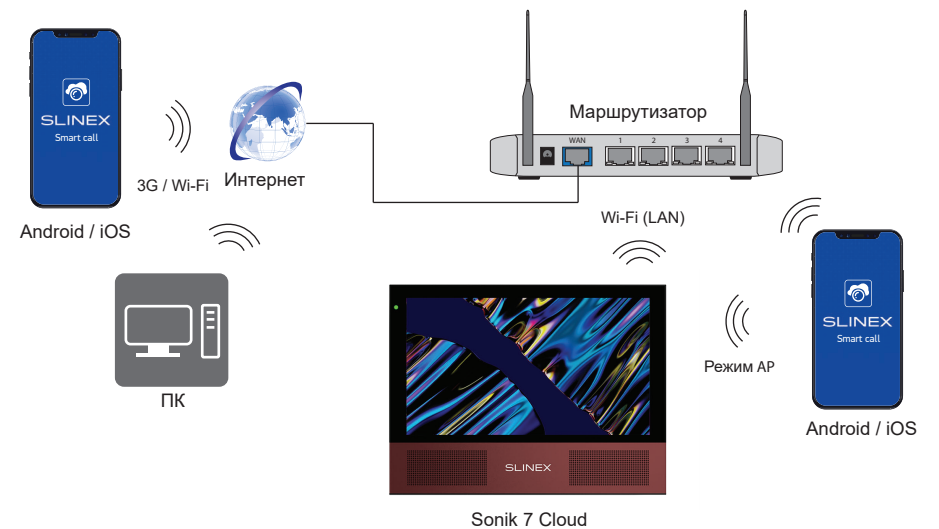 SLINEX
Smart call
3G / Wi-Fi
Интернет
Android / iOS
ПК
Маршрутизатор
WAN
1
2
3
4
Wi-Fi (LAN)
SLINEX
Smart call
Режим AP
Android / iOS
SLINEX
Sonik 7 Cloud